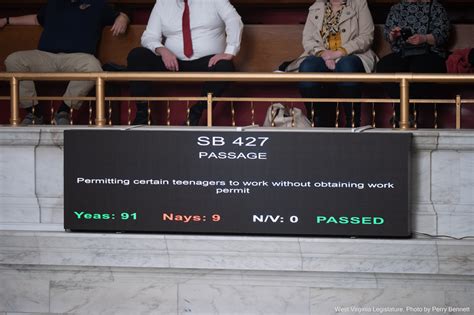 SB 427
PASSAGE
Permitting certain teenagers to work without obtaining work
permit
Yeas: 91 Nays: 9 N/V: 0 PASSED
West Virginia Legislature, Photo by Perry Bennett